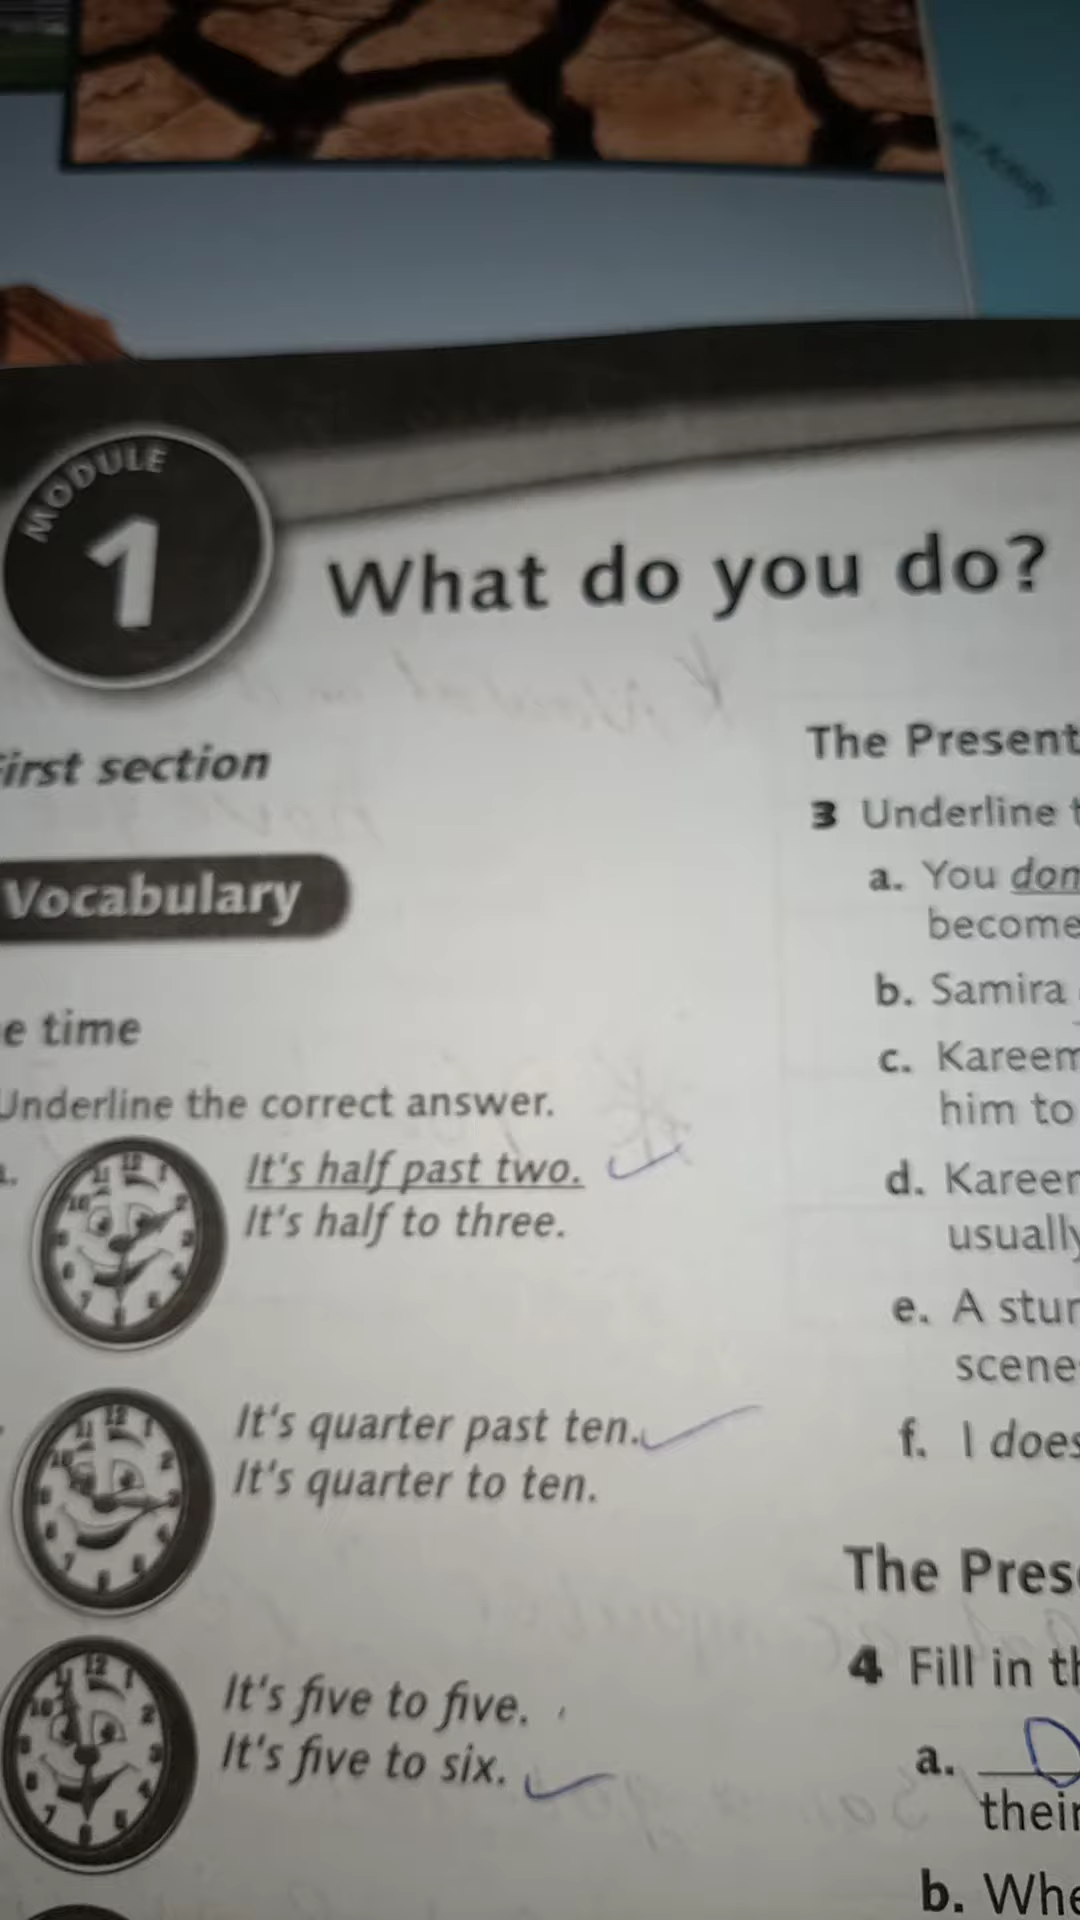 MODULE
1
What do you do?
irst section
Vocabulary
e time
Underline the correct answer.
It's half past two.
It's half to three.
It's quarter past ten.
It's quarter to ten.
It's five to five.
It's five to six.
The Present
3 Underline
a. You don
become
b. Samira
c. Kareem
him to
d. Kareem
usually
e. A stun
scene
f. I does
The Pres
4 Fill in th
a.
their
b. Whe